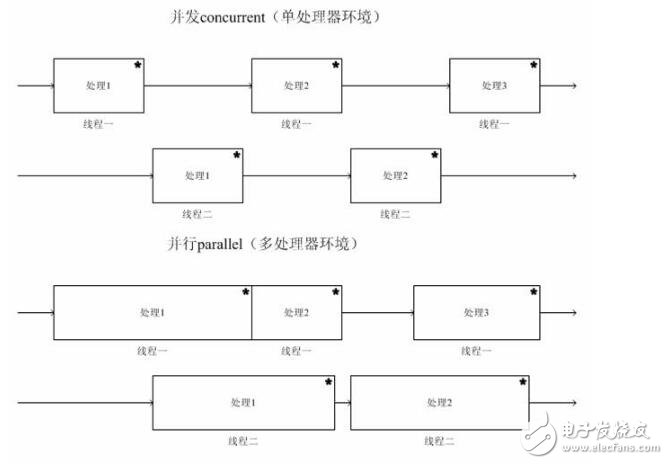 并发concurrent（单处理器环境）
处理1 处理2 处理3
线程一 线程一 线程一
处理1 处理2
线程二 线程二
并行parallel（多处理器环境）
处理1 处理2 处理3
线程一 线程一 线程一
处理1 处理2
线程二 线程二
电子发烧友
www.elecfans.com